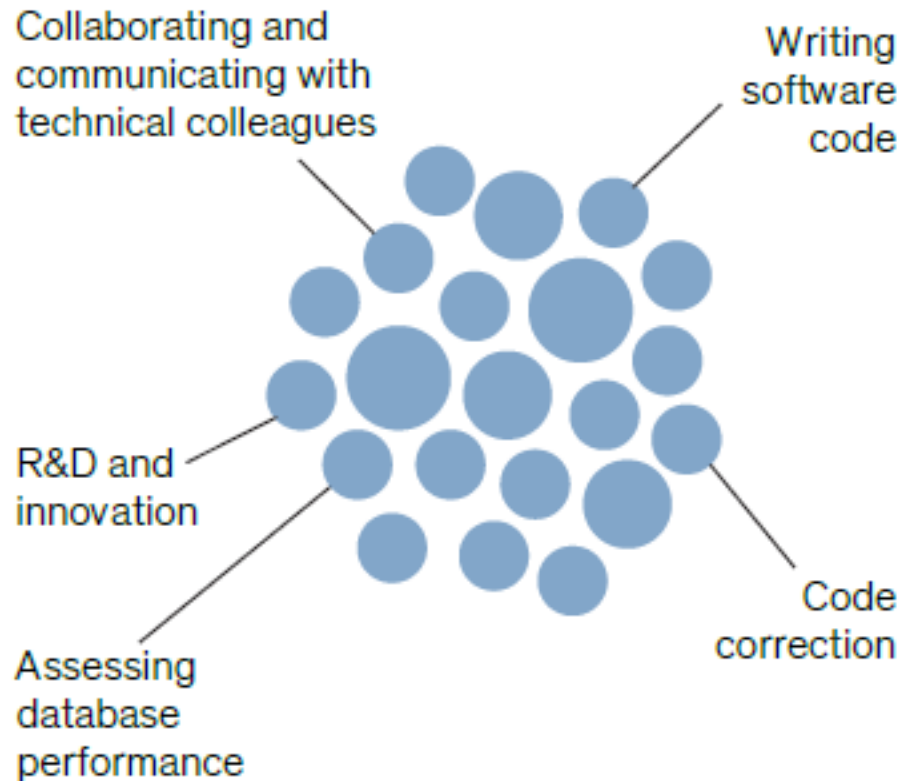 Collaborating and
communicating with
technical colleagues
Writing
software
code
R&D and
innovation
Code
correction
Assessing
database
performance